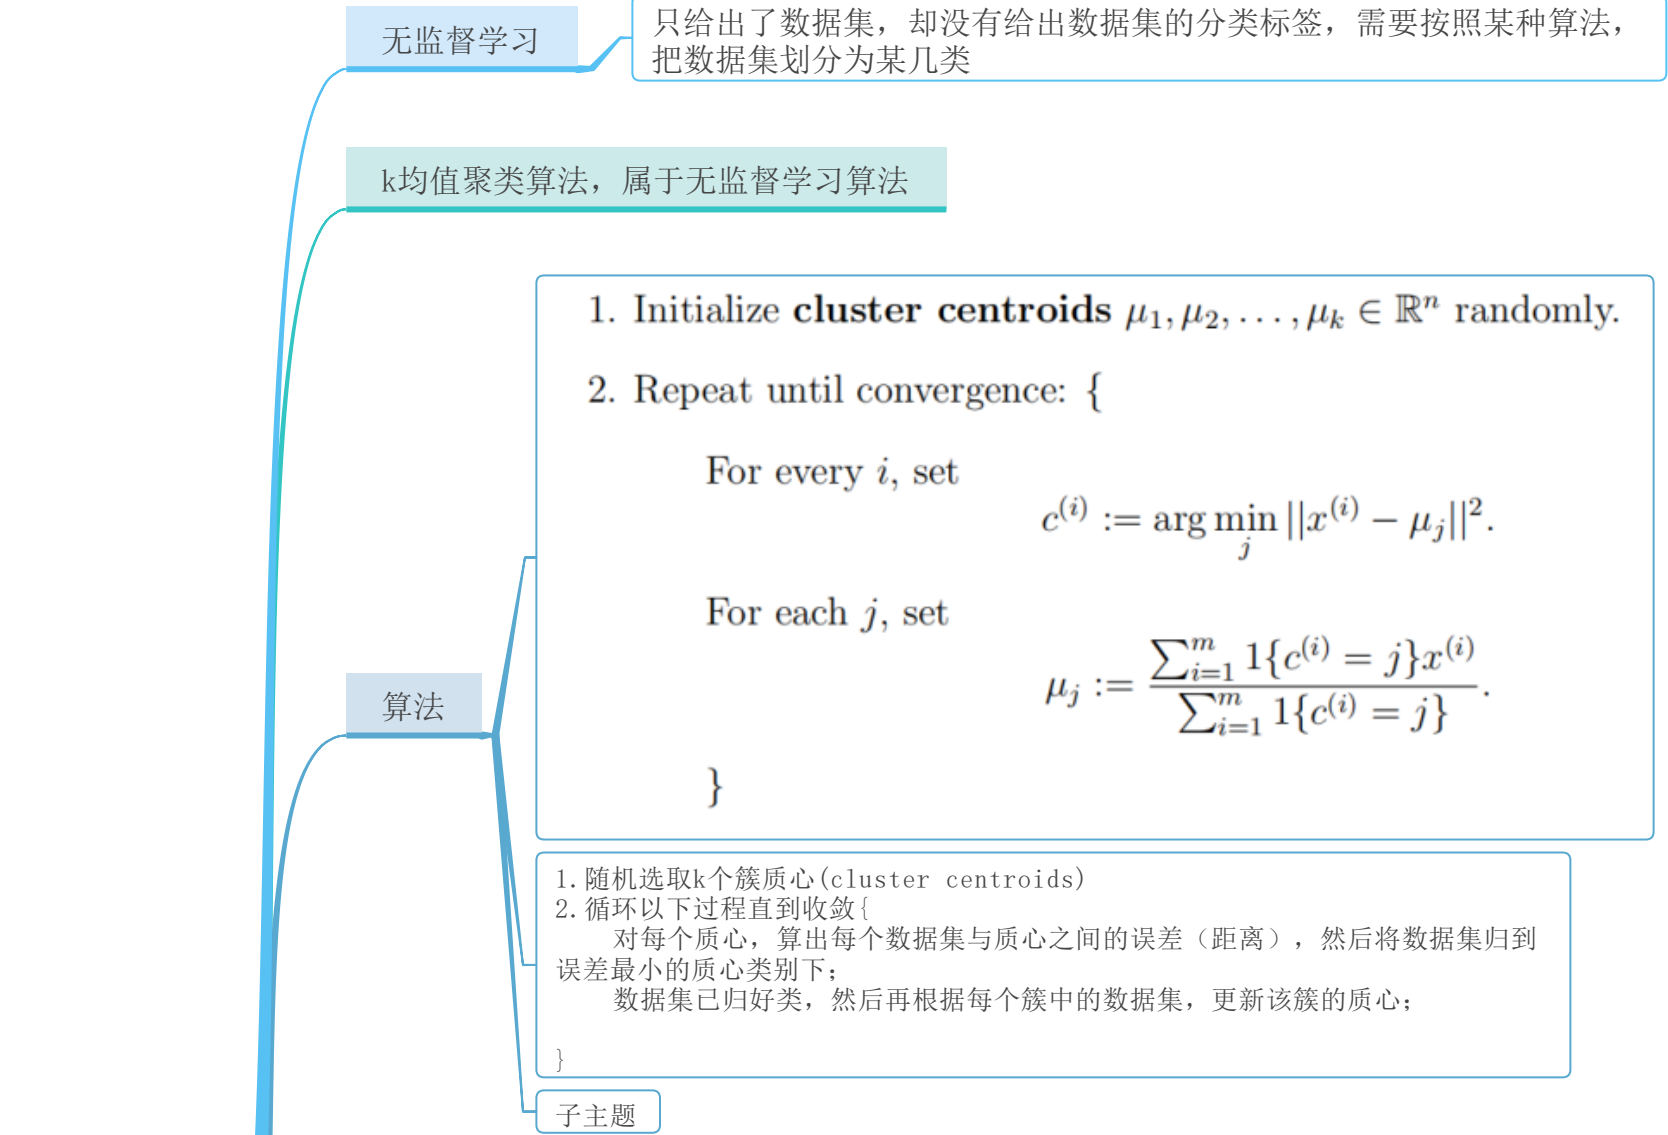 无监督学习
只给出了数据集，却没有给出数据集的分类标签，需要按照某种算法，
把数据集划分为某几类
k均值聚类算法，属于无监督学习算法
算法
1. Initialize cluster centroids μ₁, μ₂, . . . , μₖ ∈ ℝⁿ randomly.
2. Repeat until convergence: {
For every i, set
c⁽ⁱ⁾ := arg min_j ||x⁽ⁱ⁾ − μ_j||².
For each j, set
μ_j := \frac{∑_{i=1}^{m} 1{c⁽ⁱ⁾ = j}x⁽ⁱ⁾}{∑_{i=1}^{m} 1{c⁽ⁱ⁾ = j}}.
}
1.随机选取k个簇质心(cluster centroids)
2.循环以下过程直到收敛{
对每个质心，算出每个数据集与质心之间的误差（距离），然后将数据集归到
误差最小的质心类别下；
数据集已归好类，然后再根据每个簇中的数据集，更新该簇的质心；
}
子主题